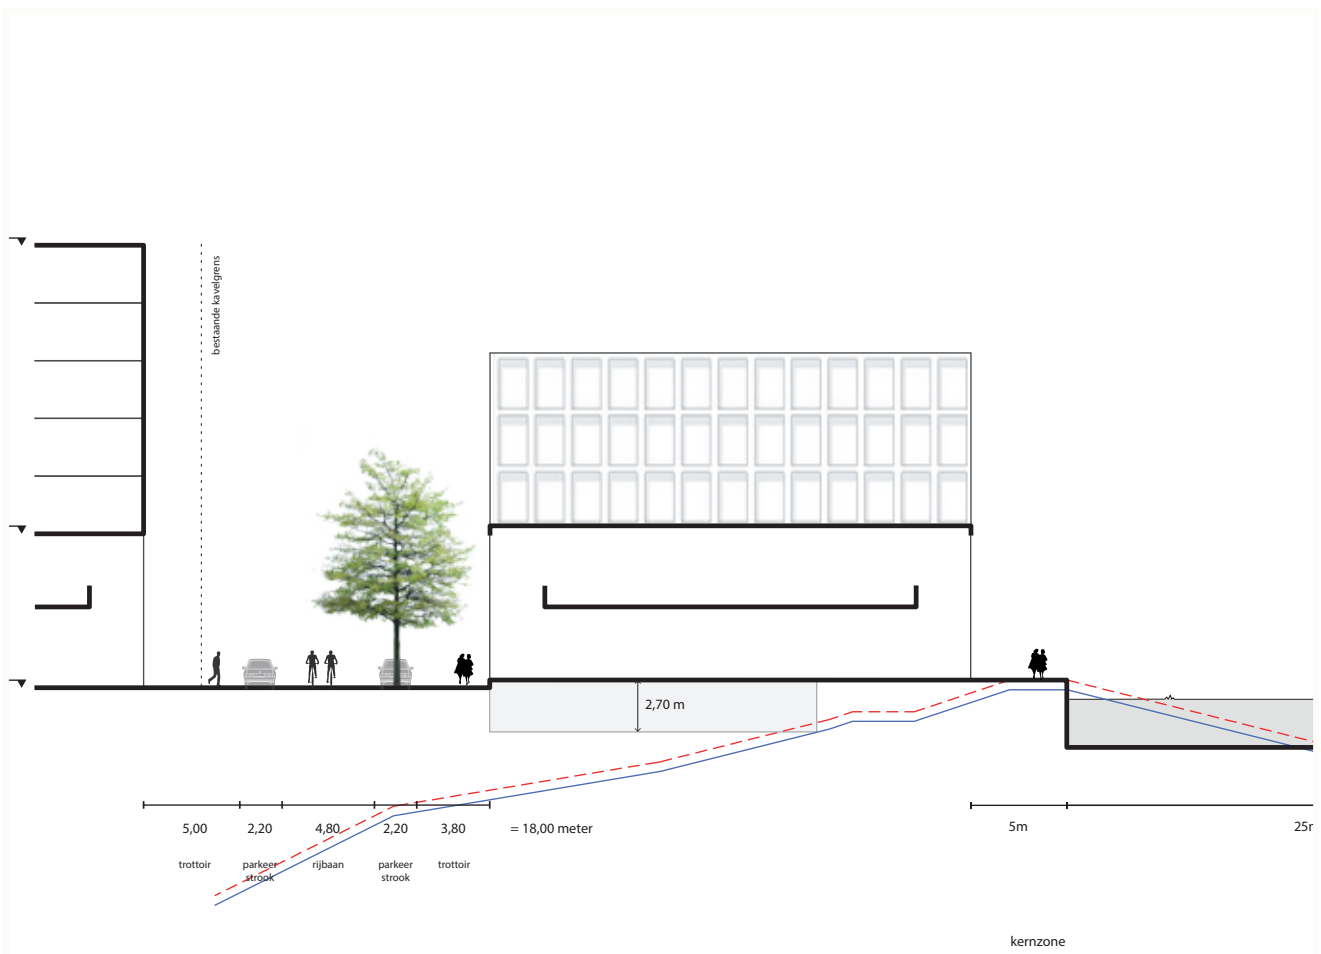 bestaande kavelgrens
2,70 m
5,00 2,20 4,80 2,20 3,80 = 18,00 meter
trottoir parkeer strook rijbaan parkeer strook trottoir
5m
25m
kernzone